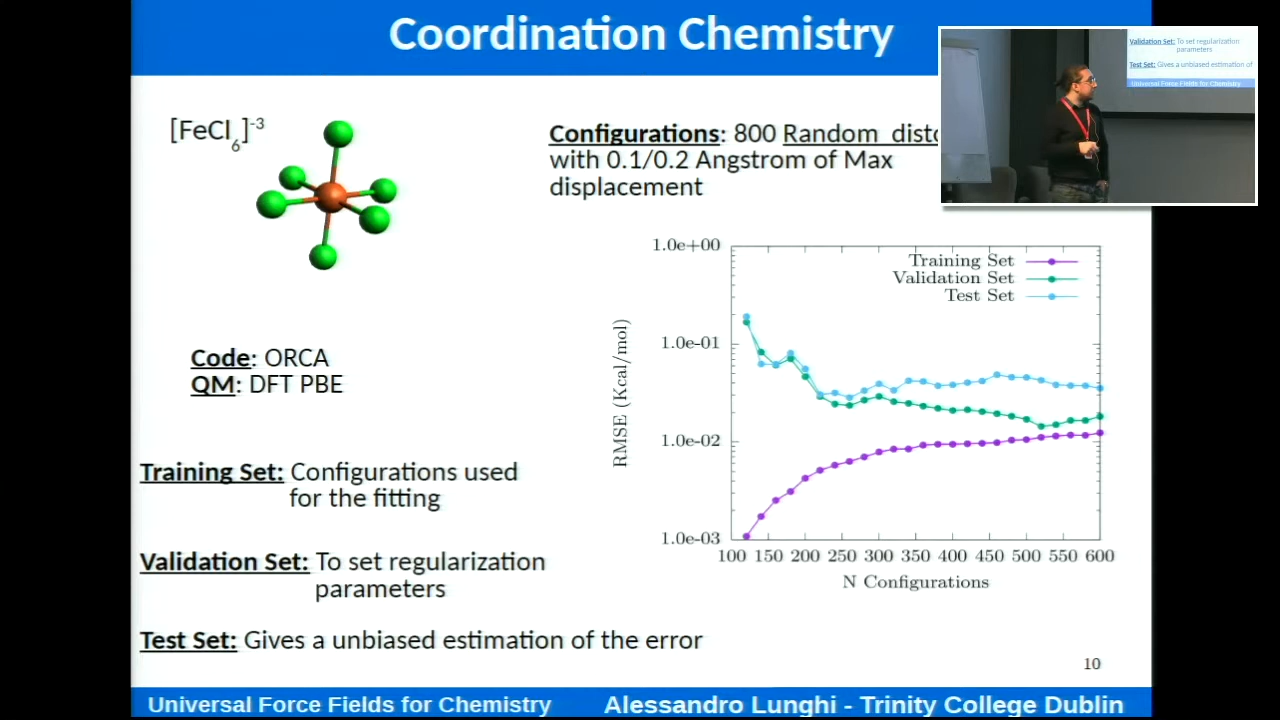 Coordination Chemistry
[FeCl6]-3
Configurations: 800 Random disto
with 0.1/0.2 Angstrom of Max
displacement
Validation Set: To set regularization
parameters
Test Set: Gives a unbiased estimation of
Universal Force Fields for Chemistry
Code: ORCA
QM: DFT PBE
Training Set: Configurations used
for the fitting
Validation Set: To set regularization
parameters
Test Set: Gives a unbiased estimation of the error
RMSE (Kcal/mol)
1.0e+00
1.0e-01
1.0e-02
1.0e-03
Training Set
Validation Set
Test Set
100 150 200 250 300 350 400 450 500 550 600
N Configurations
10
Universal Force Fields for Chemistry
Alessandro Lunghi - Trinity College Dublin